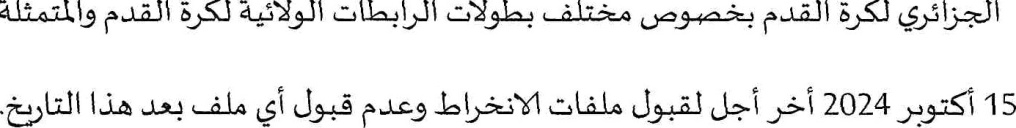 الجزائري لكرة القدم بخصوص مختلف بطولات الرابطات الولائية لكرة القدم والمتمثلة
15 أكتوبر 2024 أخر أجل لقبول ملفات الانخراط وعدم قبول أي ملف بعد هذا التاريخ.